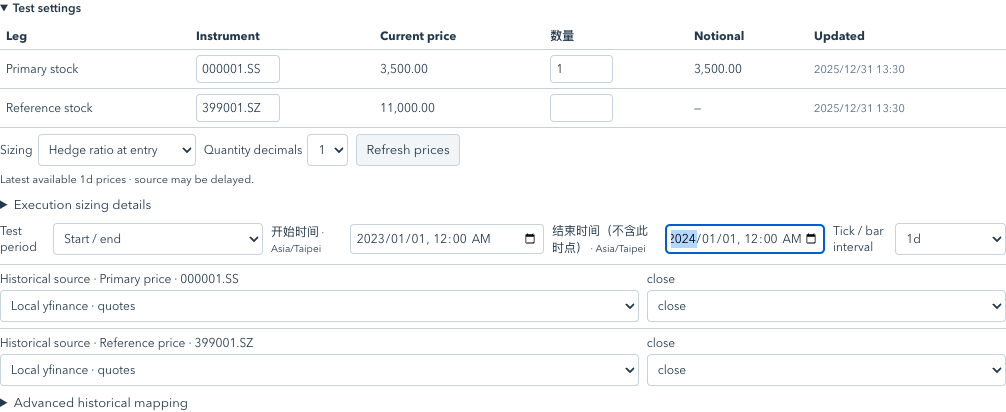 Test settings
Leg Instrument Current price 数量 Notional Updated
Primary stock 000001.SS 3,500.00 1 3,500.00 2025/12/31 13:30
Reference stock 399001.SZ 11,000.00 – 2025/12/31 13:30
Sizing Hedge ratio at entry Quantity decimals 1 Refresh prices
Latest available 1d prices · source may be delayed.
Execution sizing details
Test period Start / end 开始时间 · Asia/Taipei 2023/01/01, 12:00 AM 结束时间（不含此时点） · Asia/Taipei 2024/01/01, 12:00 AM Tick / bar interval 1d
Historical source · Primary price · 000001.SS close
Local yfinance · quotes close
Historical source · Reference price · 399001.SZ close
Local yfinance · quotes close
Advanced historical mapping